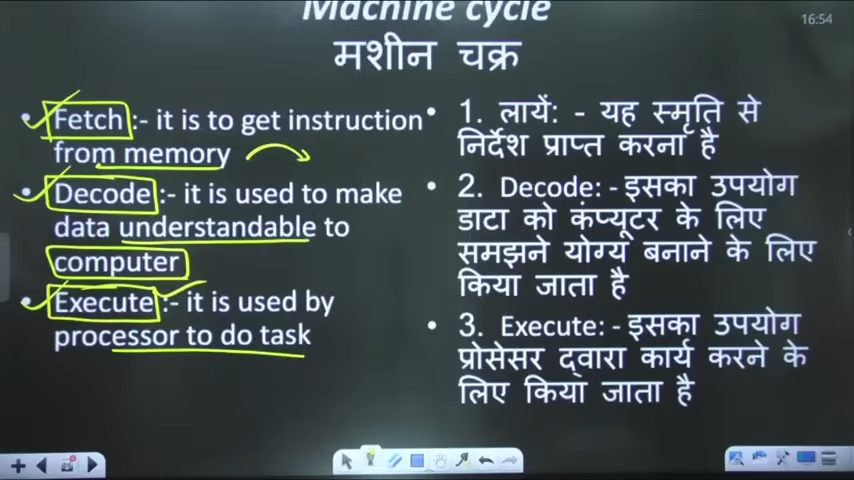 Machine cycle
16:54
मशीन चक्र
• Fetch :- it is to get instruction
from memory
• Decode :- it is used to make
data understandable to
computer
• Execute :- it is used by
processor to do task
• 1. लायें: - यह स्मृति से
निर्देश प्राप्त करना है
• 2. Decode: - इसका उपयोग
डाटा को कंप्यूटर के लिए
समझने योग्य बनाने के लिए
किया जाता है
• 3. Execute: - इसका उपयोग
प्रोसेसर द्वारा कार्य करने के
लिए किया जाता है